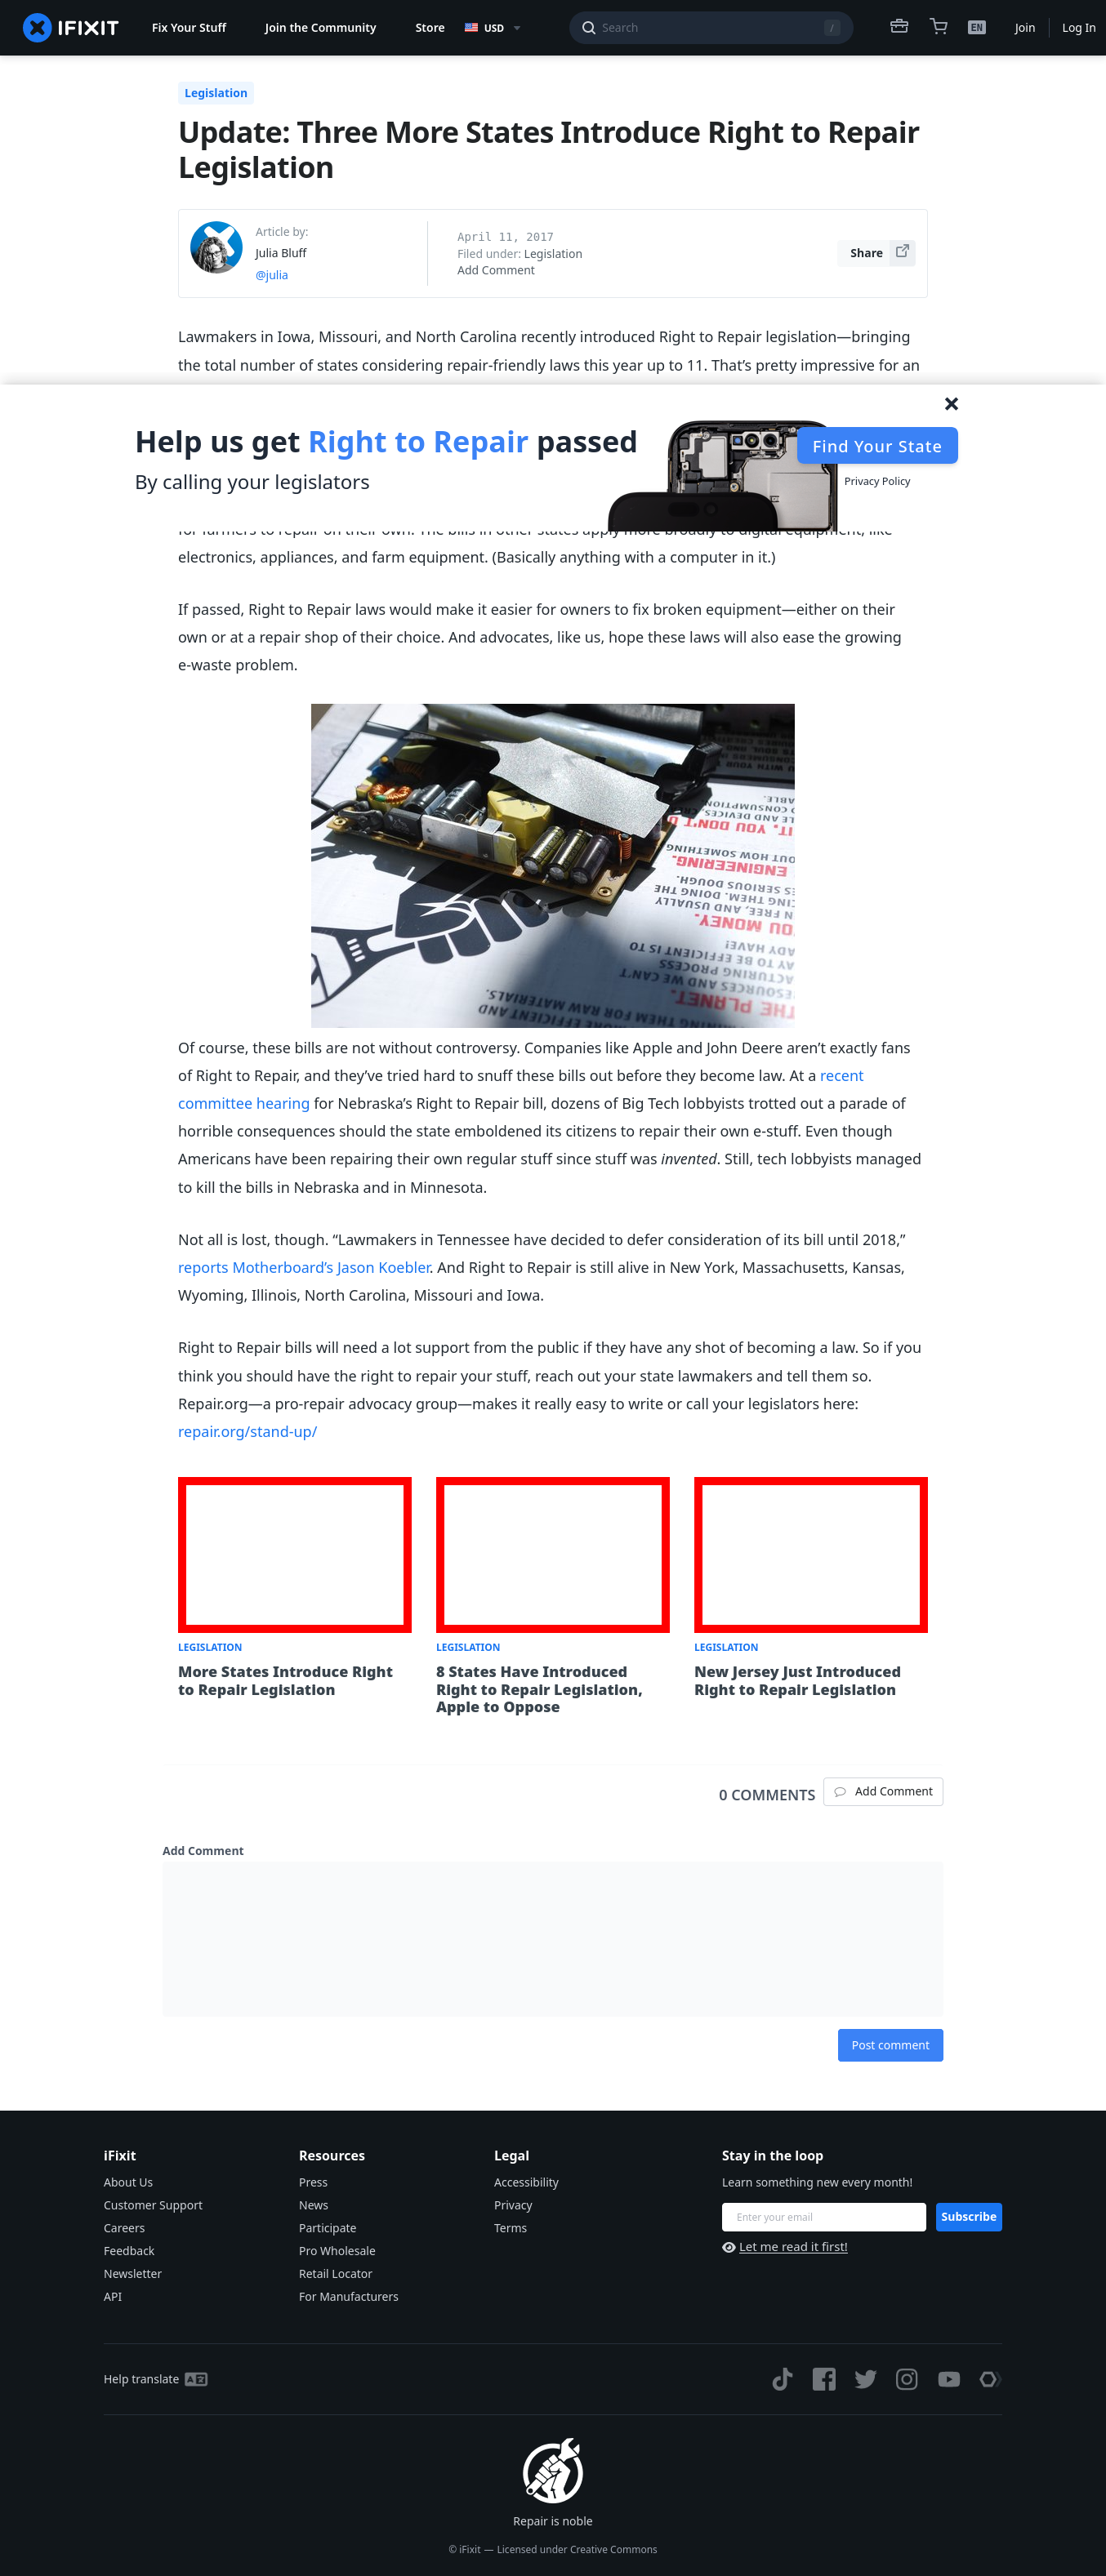 IFIXIT
Fix Your Stuff
Join the Community
Store
USD
Search
/
EN
Join
Log In
Legislation
Update: Three More States Introduce Right to Repair
Legislation
Article by:
Julia Bluff
@julia
April 11, 2017
Filed under: Legislation
Add Comment
Share
Lawmakers in Iowa, Missouri, and North Carolina recently introduced Right to Repair legislation—bringing
the total number of states considering repair-friendly laws this year up to 11. That’s pretty impressive for an
Help us get Right to Repair passed
By calling your legislators
Find Your State
Privacy Policy
for farmers to repair on their own. The bills in other states apply more broadly to digital equipment, like
electronics, appliances, and farm equipment. (Basically anything with a computer in it.)
If passed, Right to Repair laws would make it easier for owners to fix broken equipment—either on their
own or at a repair shop of their choice. And advocates, like us, hope these laws will also ease the growing
e-waste problem.
Of course, these bills are not without controversy. Companies like Apple and John Deere aren’t exactly fans
of Right to Repair, and they’ve tried hard to snuff these bills out before they become law. At a recent
committee hearing for Nebraska’s Right to Repair bill, dozens of Big Tech lobbyists trotted out a parade of
horrible consequences should the state emboldened its citizens to repair their own e-stuff. Even though
Americans have been repairing their own regular stuff since stuff was invented. Still, tech lobbyists managed
to kill the bills in Nebraska and in Minnesota.
Not all is lost, though. “Lawmakers in Tennessee have decided to defer consideration of its bill until 2018,”
reports Motherboard’s Jason Koebler. And Right to Repair is still alive in New York, Massachusetts, Kansas,
Wyoming, Illinois, North Carolina, Missouri and Iowa.
Right to Repair bills will need a lot support from the public if they have any shot of becoming a law. So if you
think you should have the right to repair your stuff, reach out your state lawmakers and tell them so.
Repair.org—a pro-repair advocacy group—makes it really easy to write or call your legislators here:
repair.org/stand-up/
LEGISLATION
More States Introduce Right
to Repair Legislation
LEGISLATION
8 States Have Introduced
Right to Repair Legislation,
Apple to Oppose
LEGISLATION
New Jersey Just Introduced
Right to Repair Legislation
0 COMMENTS
Add Comment
Add Comment
Post comment
iFixit
About Us
Customer Support
Careers
Feedback
Newsletter
API
Resources
Press
News
Participate
Pro Wholesale
Retail Locator
For Manufacturers
Legal
Accessibility
Privacy
Terms
Stay in the loop
Learn something new every month!
Enter your email
Subscribe
Let me read it first!
Help translate
Repair is noble
© iFixit — Licensed under Creative Commons